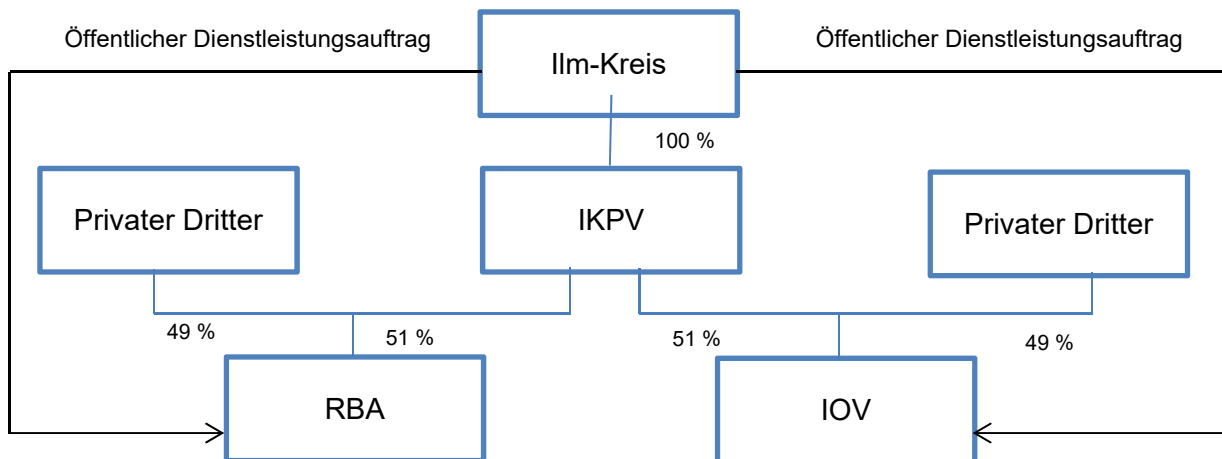 Öffentlicher Dienstleistungsauftrag
Ilm-Kreis
Öffentlicher Dienstleistungsauftrag
100 %
Privater Dritter
IKPV
Privater Dritter
49 %
51 %
51 %
49 %
RBA
IOV